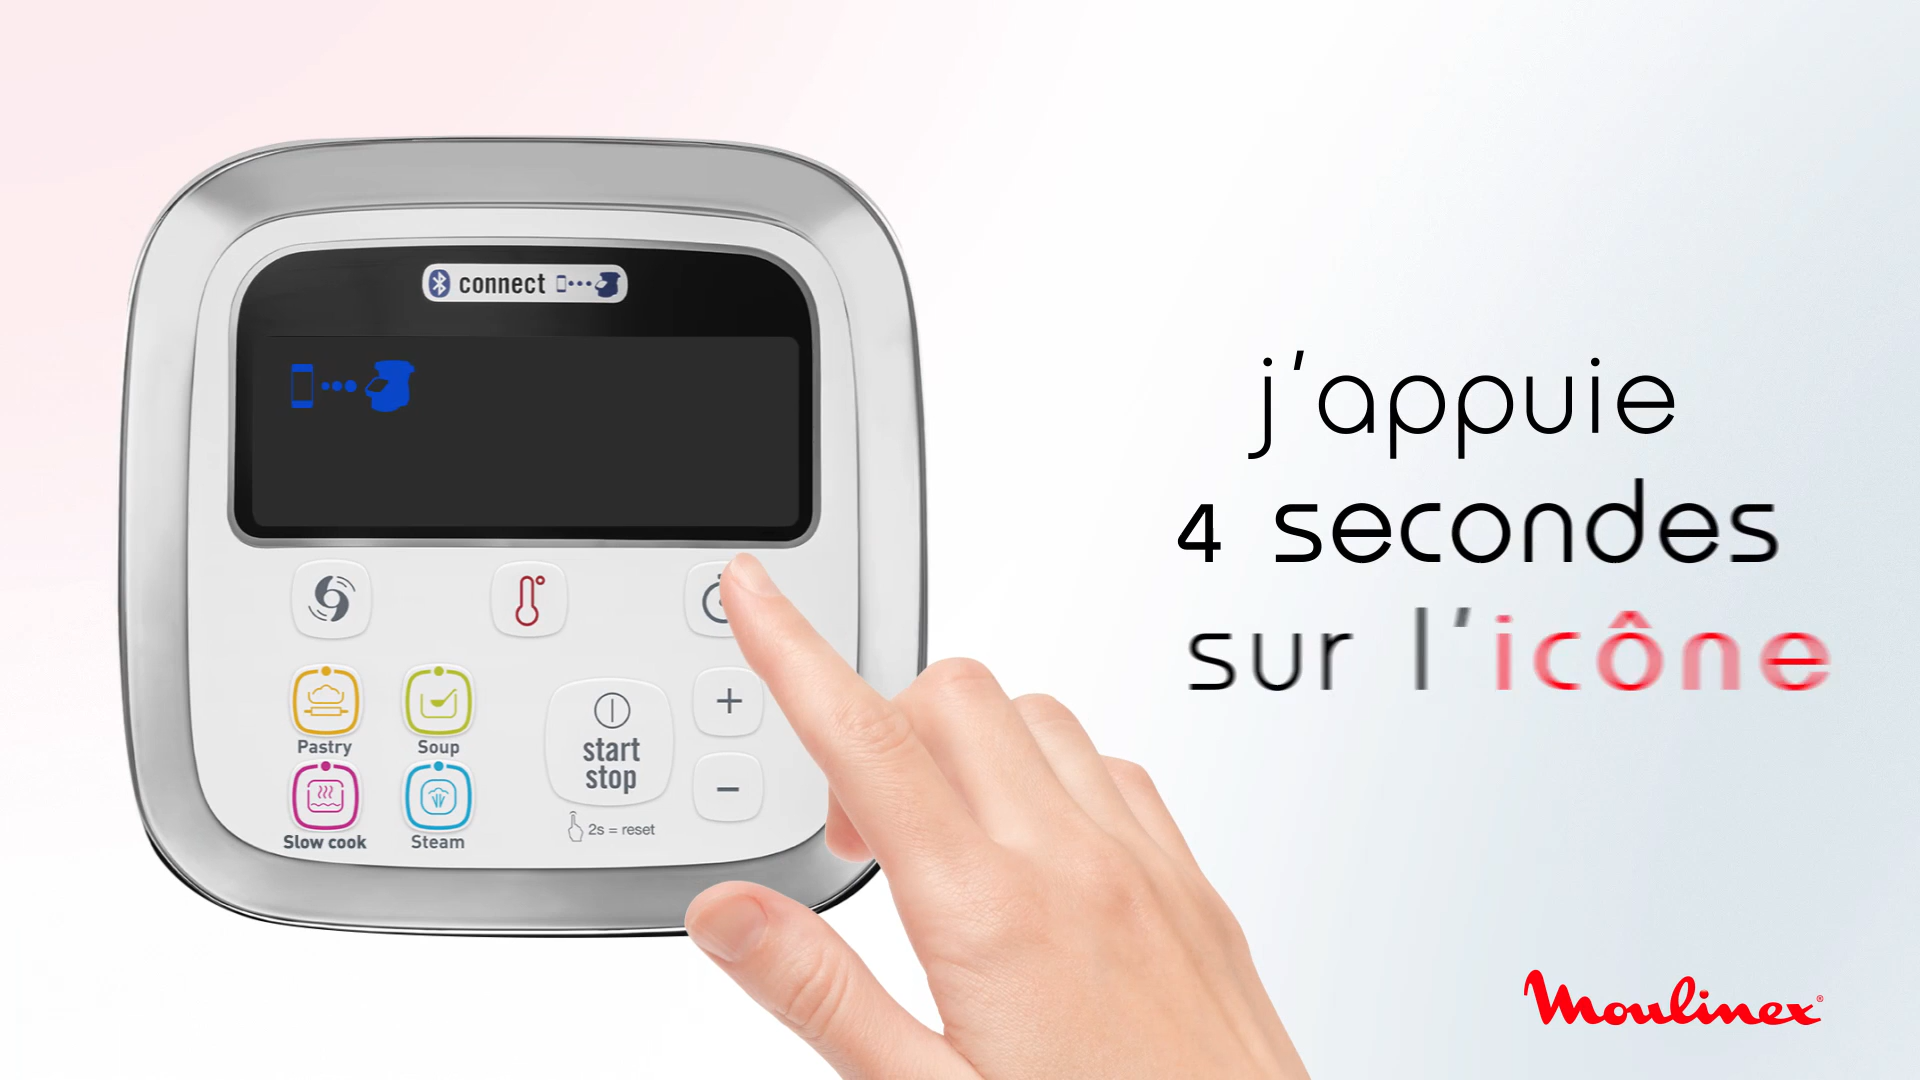 connect
Pastry
Soup
start
stop
Slow cook
Steam
2s = reset
j'appuie
4 secondes
sur l'icône
Moulinex®